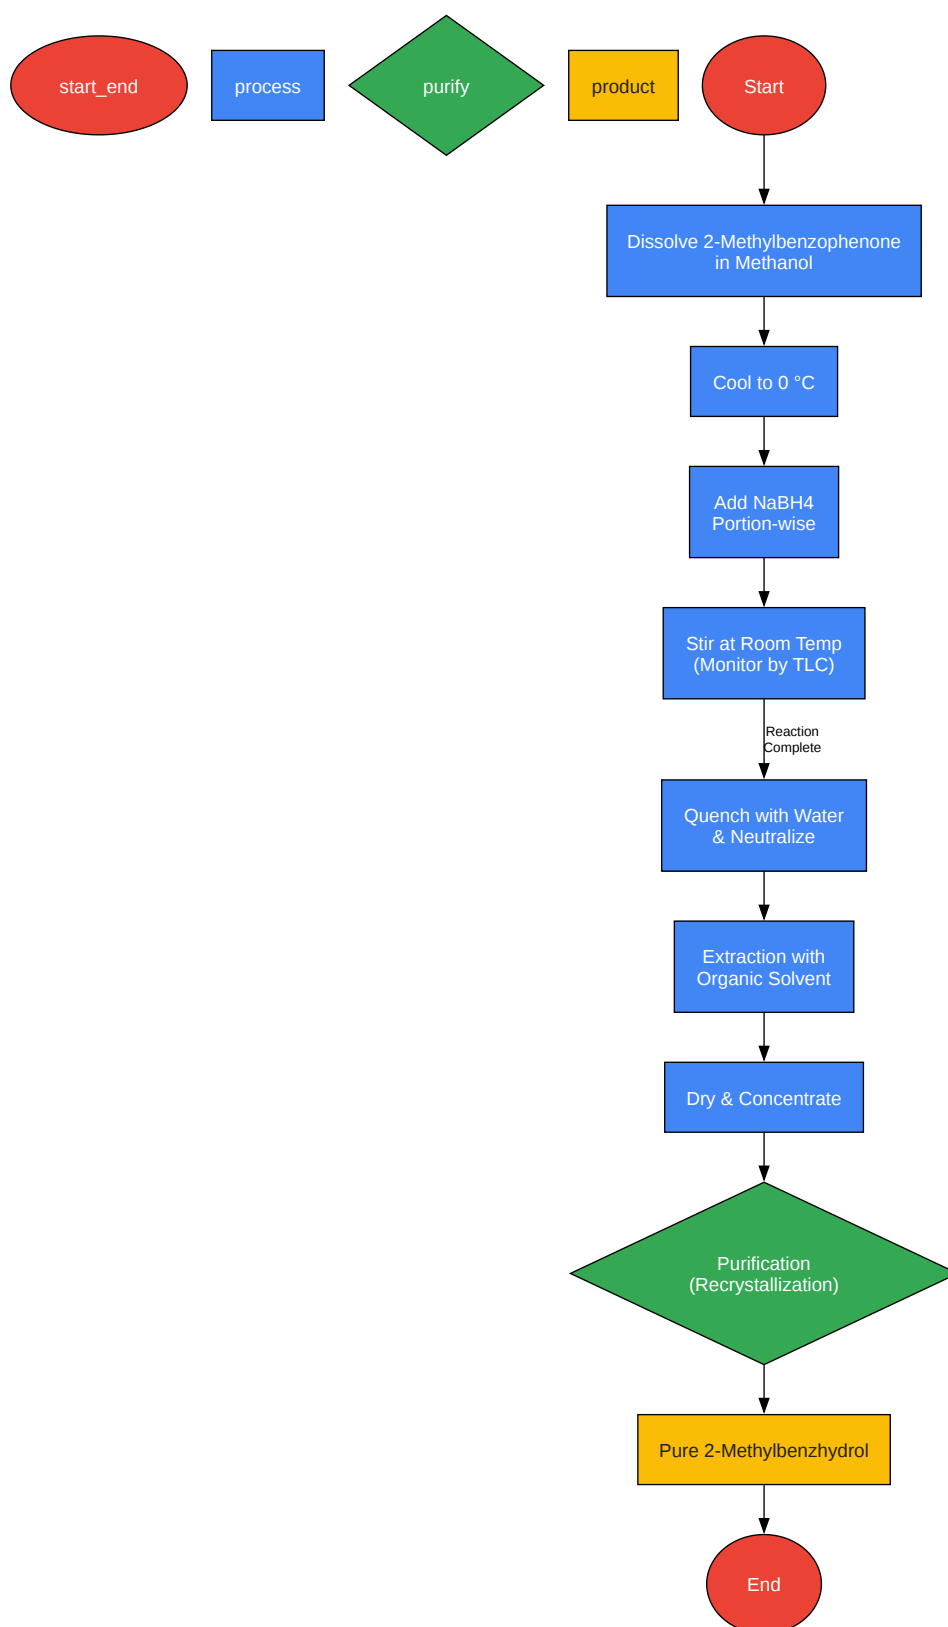 start_end
process
purify
product
Start
Dissolve 2-Methylbenzophenone
in Methanol
Cool to 0 °C
Add NaBH4
Portion-wise
Stir at Room Temp
(Monitor by TLC)
Reaction
Complete
Quench with Water
& Neutralize
Extraction with
Organic Solvent
Dry & Concentrate
Purification
(Recrystallization)
Pure 2-Methylbenzhydrol
End